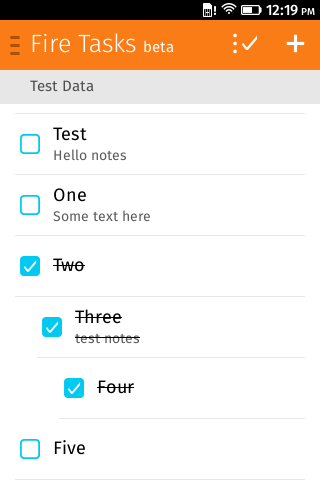 12:19 PM
Fire Tasks beta
Test Data
Test
Hello notes
One
Some text here
Two
Three
test notes
Four
Five